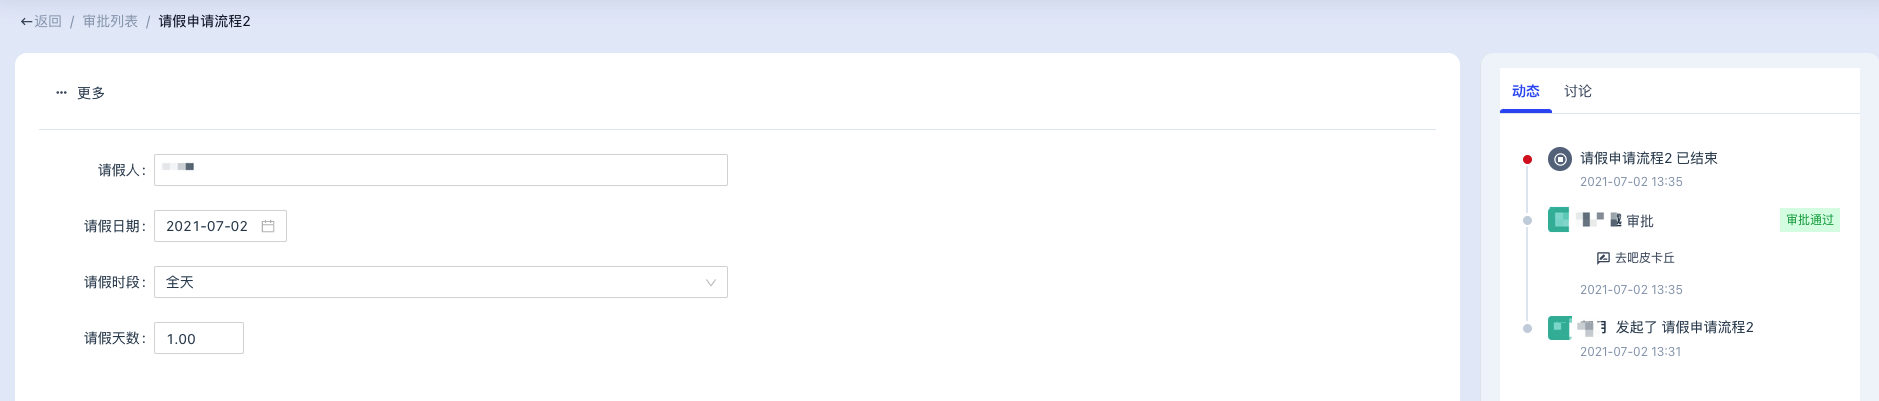 ←返回 / 审批列表 / 请假申请流程2
··· 更多
请假人:
请假日期: 2021-07-02
请假时段: 全天
请假天数: 1.00
动态 讨论
请假申请流程2 已结束
2021-07-02 13:35
审批 审批通过
去吧皮卡丘
2021-07-02 13:35
发起了 请假申请流程2
2021-07-02 13:31